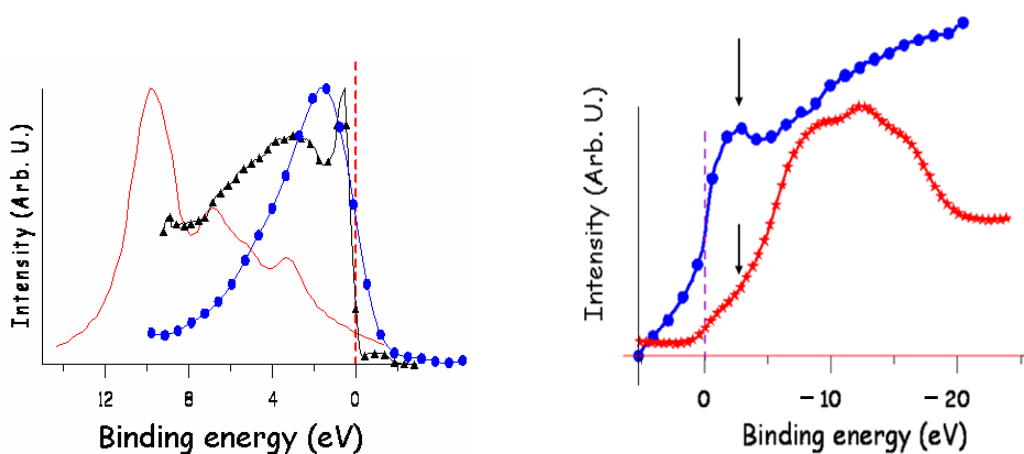 Intensity (Arb. U.)
12 8 4 0
Binding energy (eV)
Intensity (Arb. U.)
0 −10 −20
Binding energy (eV)